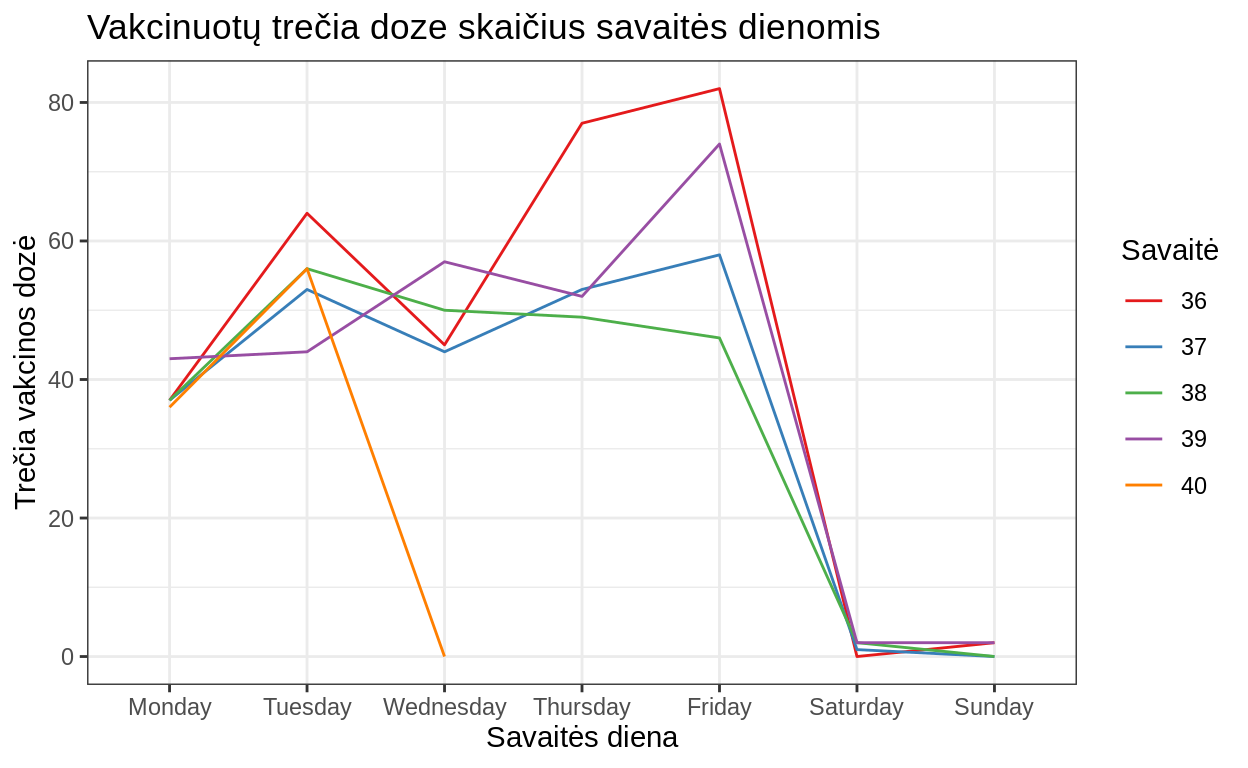 Vakcinuotų trečia doze skaičius savaitės dienomis
Trečia vakcinos dozė
80
60
40
20
0
Monday Tuesday Wednesday Thursday Friday Saturday Sunday
Savaitės diena
Savaitė
36
37
38
39
40